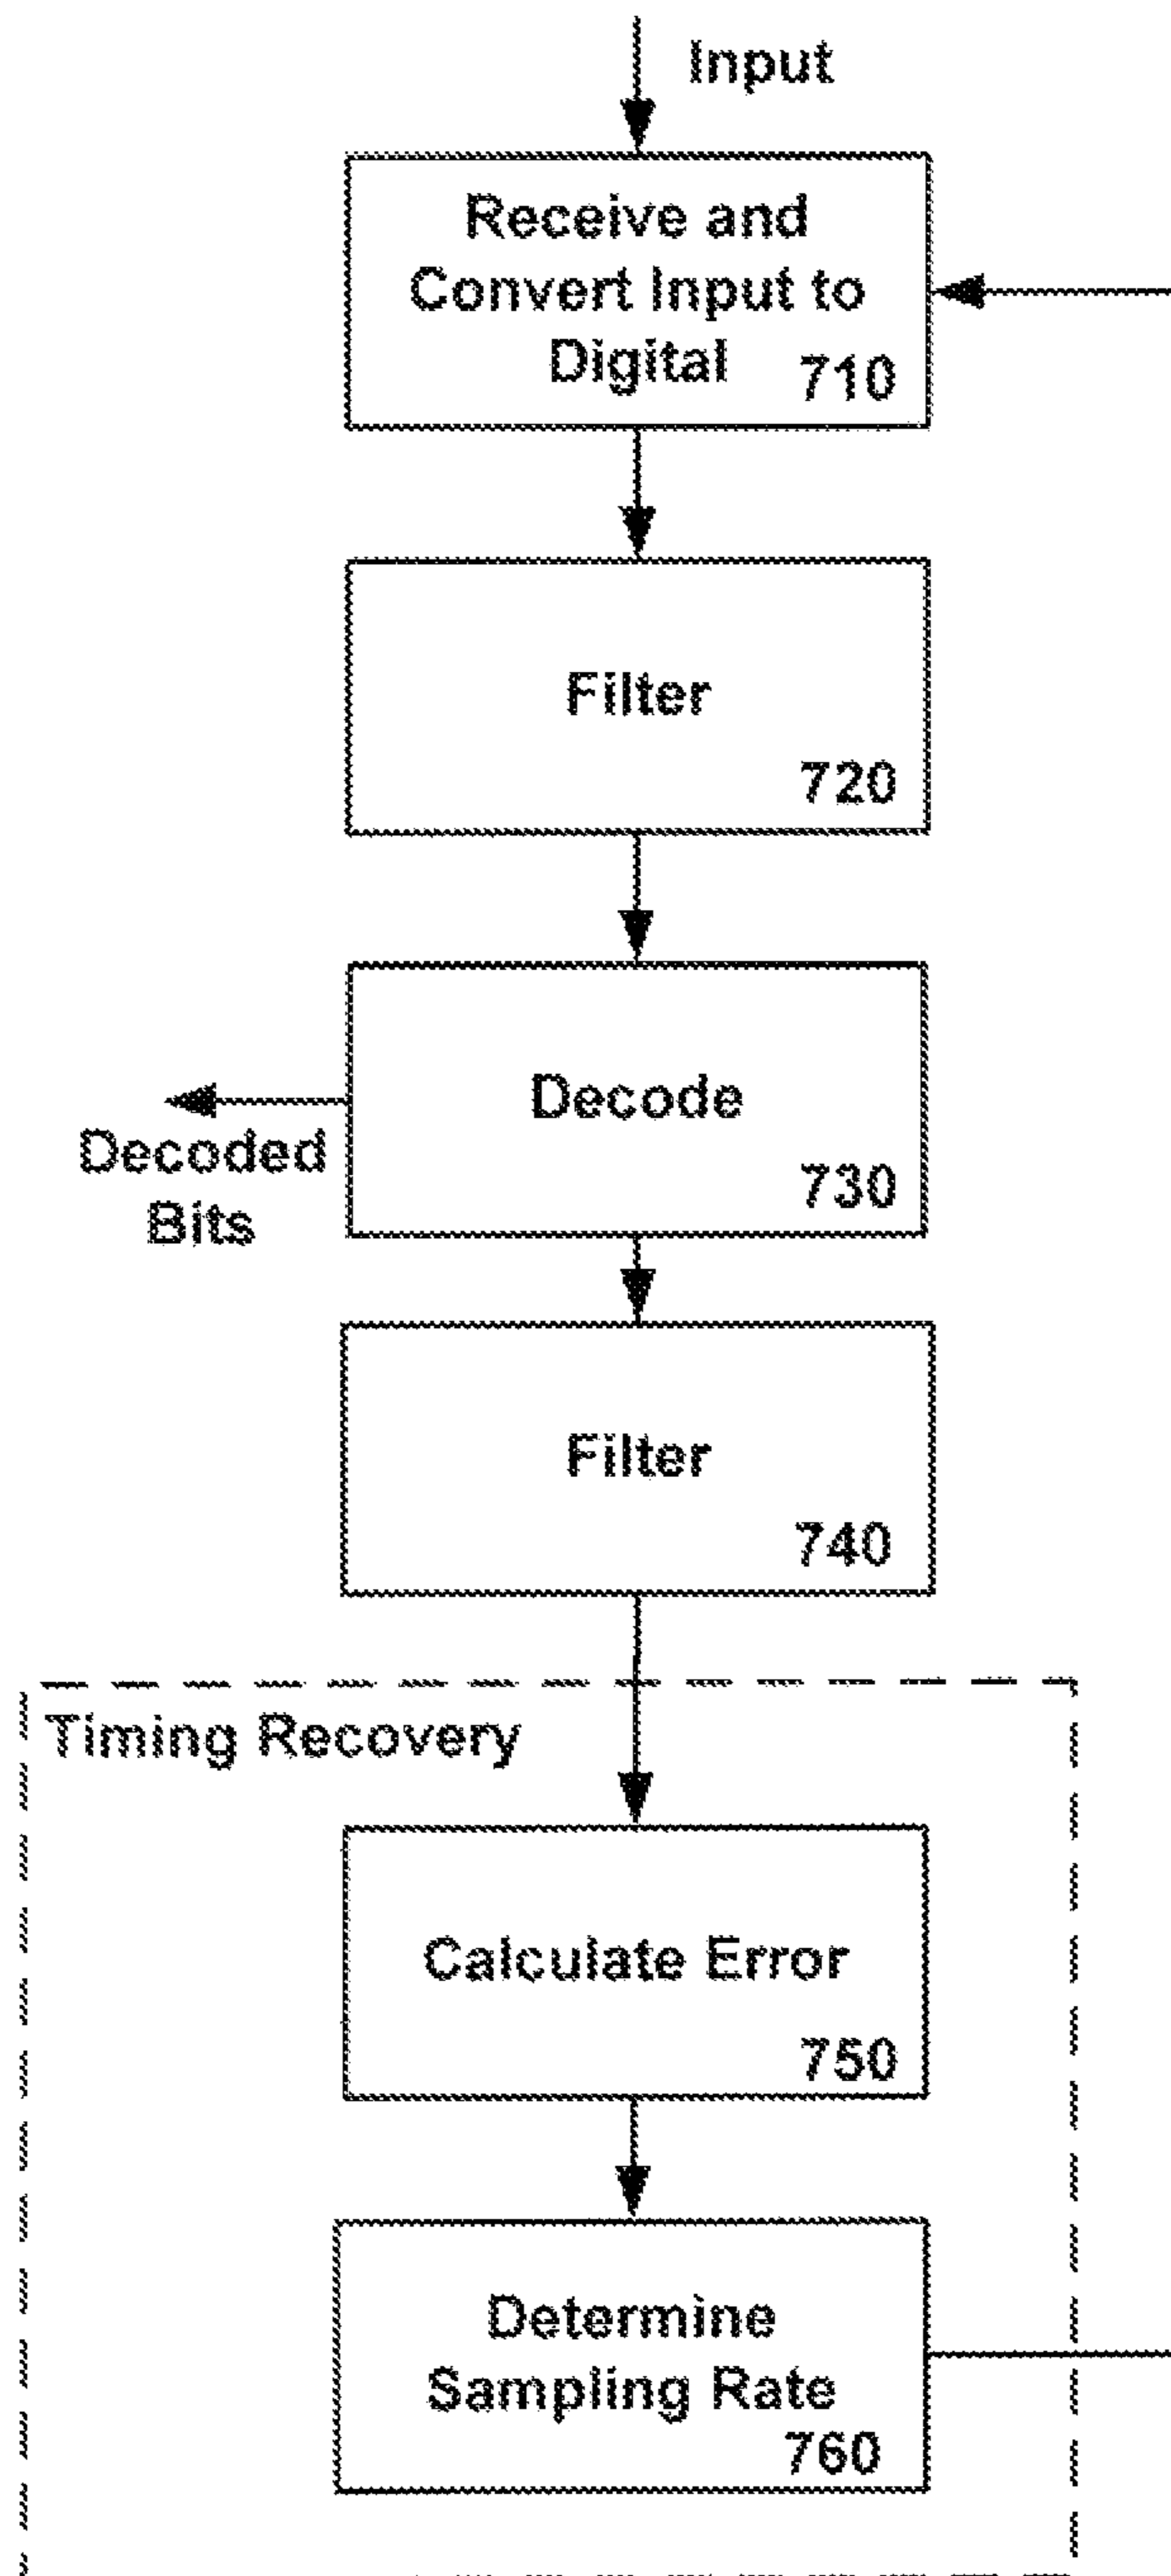 Input
Receive and
Convert Input to
Digital 710
Filter
720
Decode
730
Decoded
Bits
Filter
740
Timing Recovery
Calculate Error
750
Determine
Sampling Rate
760